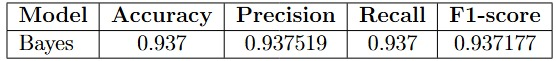 Model Accuracy Precision Recall F1-score
Bayes 0.937 0.937519 0.937 0.937177